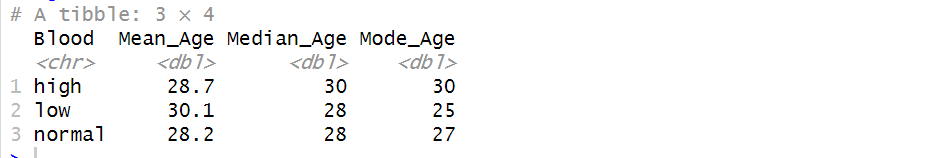 # A tibble: 3 × 4
Blood Mean_Age Median_Age Mode_Age
<chr> <dbl> <dbl> <dbl>
1 high 28.7 30 30
2 low 30.1 28 25
3 normal 28.2 28 27
>